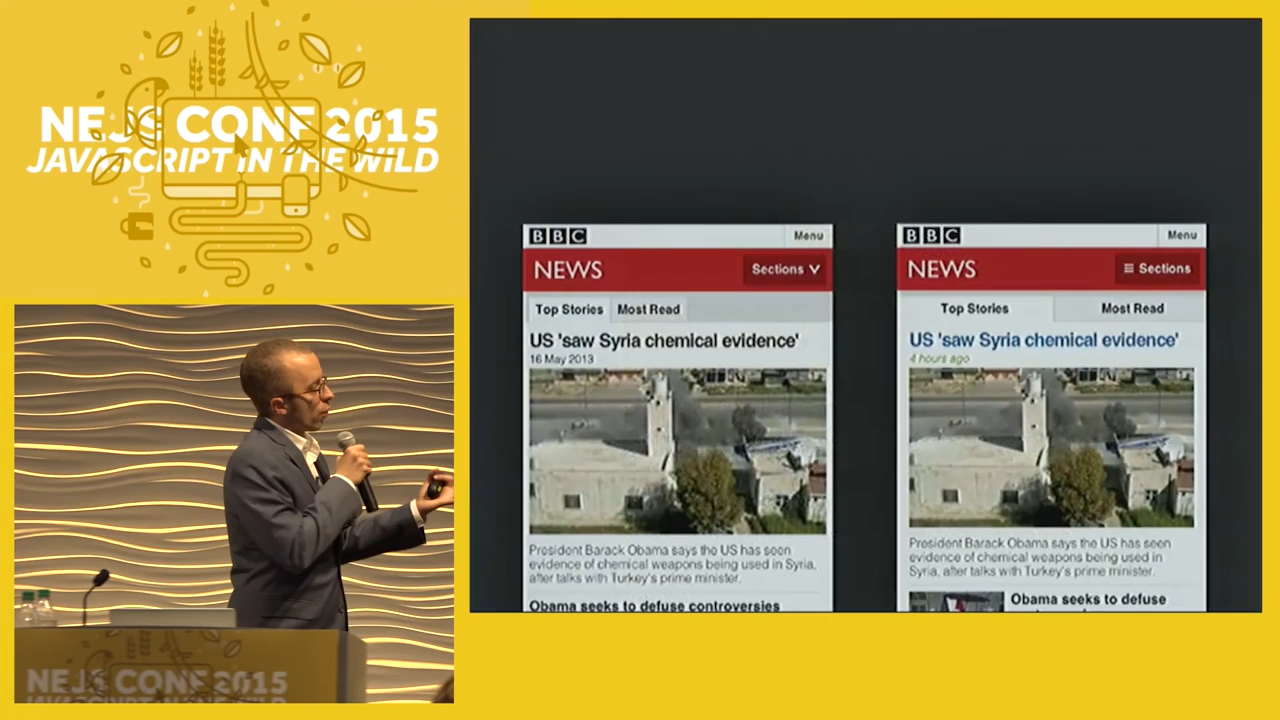 NEJS CONF 2015
JAVASCRIPT IN THE WILD
NEJS CONF 2015
JAVASCRIPT IN THE WILD
BBC
Menu
NEWS
Sections
Top Stories
Most Read
US 'saw Syria chemical evidence'
16 May 2013
President Barack Obama says the US has seen
evidence of chemical weapons being used in Syria,
after talks with Turkey's prime minister.
Obama seeks to defuse controversies
BBC
Menu
NEWS
Sections
Top Stories
Most Read
US 'saw Syria chemical evidence'
4 hours ago
President Barack Obama says the US has seen
evidence of chemical weapons being used in
Syria, after talks with Turkey's prime minister.
Obama seeks to defuse